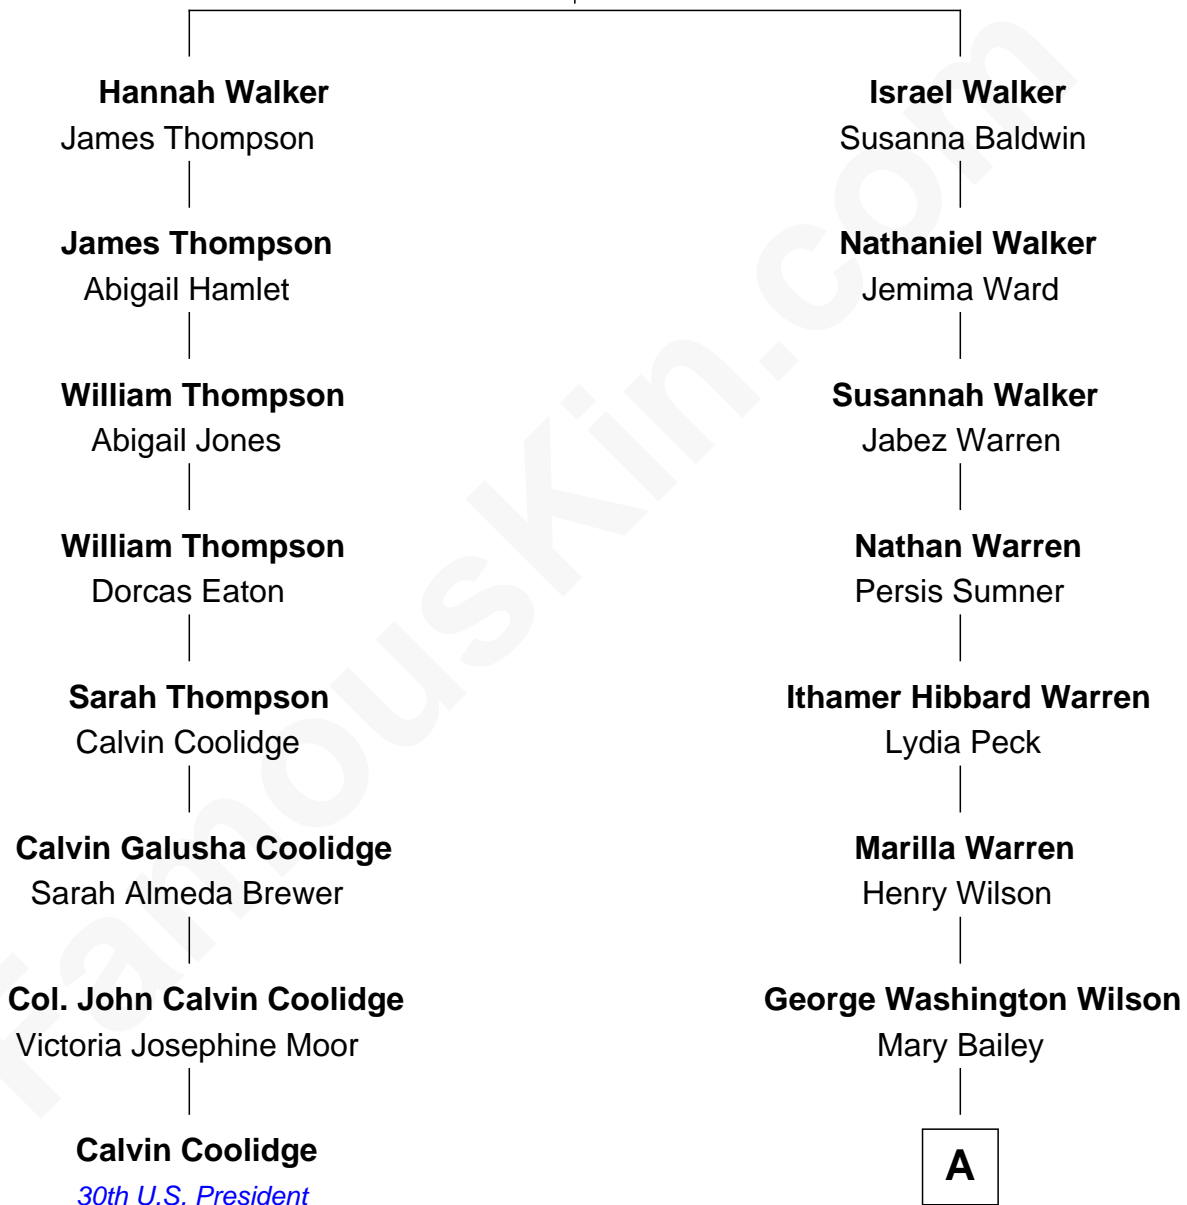 Hannah Walker
James Thompson
James Thompson
Abigail Hamlet
William Thompson
Abigail Jones
William Thompson
Dorcas Eaton
Sarah Thompson
Calvin Coolidge
Calvin Galusha Coolidge
Sarah Almeda Brewer
Col. John Calvin Coolidge
Victoria Josephine Moor
Calvin Coolidge
30th U.S. President
Israel Walker
Susanna Baldwin
Nathaniel Walker
Jemima Ward
Susannah Walker
Jabez Warren
Nathan Warren
Persis Sumner
Ithamer Hibbard Warren
Lydia Peck
Marilla Warren
Henry Wilson
George Washington Wilson
Mary Bailey
A
FamousKin.com